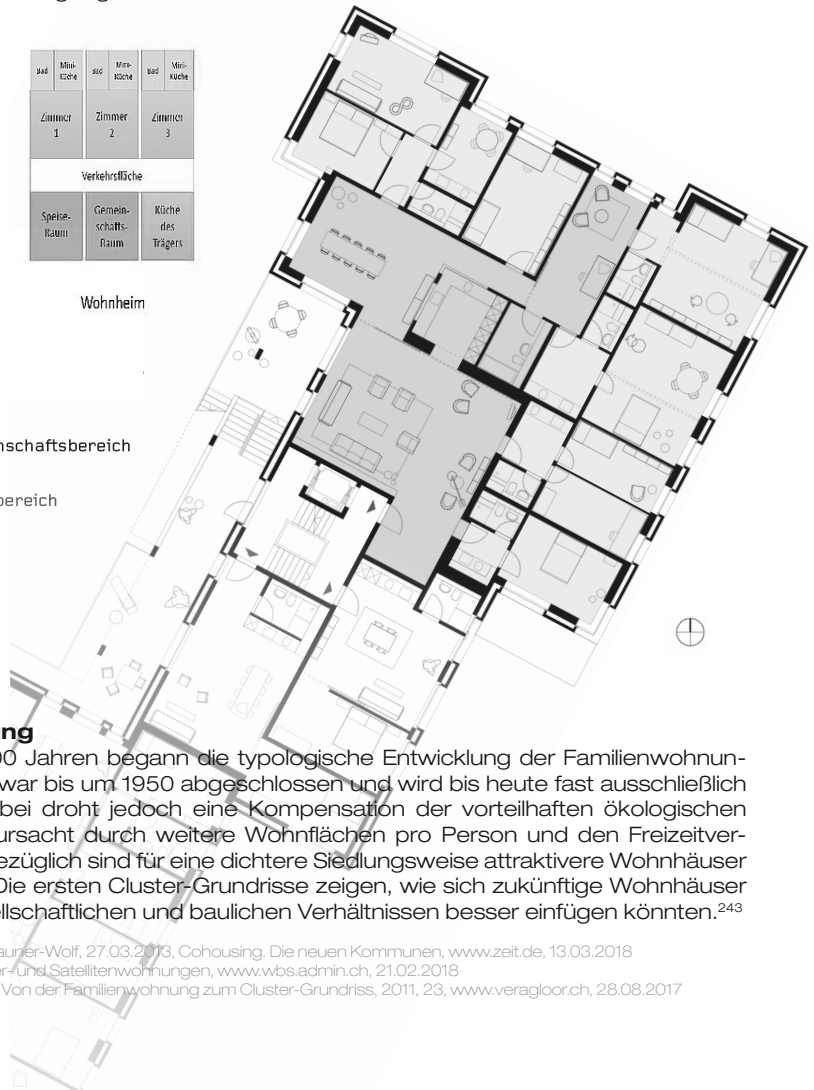 Bad Mini-Küche Bad Mini-Küche Bad Mini-Küche
Zimmer 1 Zimmer 2 Zimmer 3
Verkehrsfläche
Speise-Raum Gemein-schafts-Raum Küche des Trägers
Wohnheim
nschaftsbereich
bereich
ng
00 Jahren begann die typologische Entwicklung der Familienwohnun-
war bis um 1950 abgeschlossen und wird bis heute fast ausschließlich
bei droht jedoch eine Kompensation der vorteilhaften ökologischen
ursacht durch weitere Wohnflächen pro Person und den Freizeitver-
ezüglich sind für eine dichtere Siedlungsweise attraktivere Wohnhäuser
Die ersten Cluster-Grundrisse zeigen, wie sich zukünftige Wohnhäuser
ellschaftlichen und baulichen Verhältnissen besser einfügen könnten.²⁴³
auner-Wolf, 27.03.2013, Cohousing. Die neuen Kommunen, www.zeit.de, 13.03.2018
er- und Satellitenwohnungen, www.wbs.admin.ch, 21.02.2018
Von der Familienwohnung zum Cluster-Grundriss, 2011, 23, www.veragloor.ch, 28.08.2017